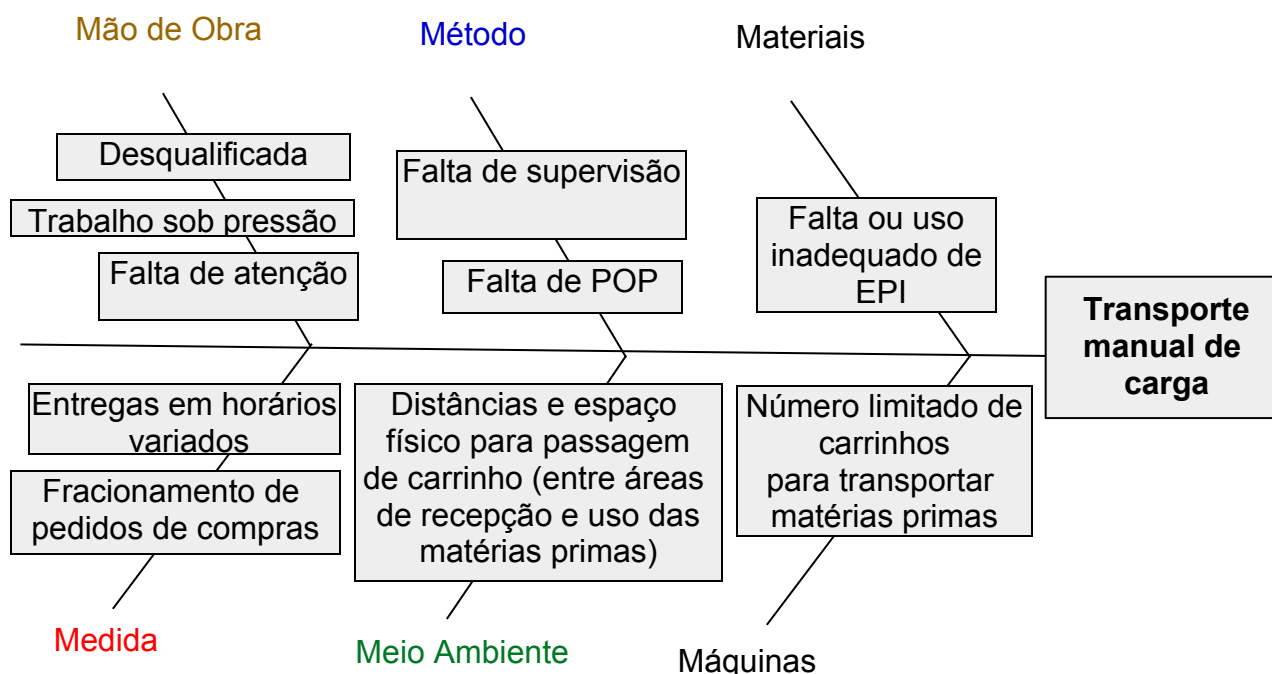 Mão de Obra
Método
Materiais
Desqualificada
Trabalho sob pressão
Falta de atenção
Falta de supervisão
Falta de POP
Falta ou uso
inadequado de
EPI
Transporte
manual de
carga
Entregas em horários
variados
Fracionamento de
pedidos de compras
Distâncias e espaço
físico para passagem
de carrinho (entre áreas
de recepção e uso das
matérias primas)
Número limitado de
carrinhos
para transportar
matérias primas
Medida
Meio Ambiente
Máquinas